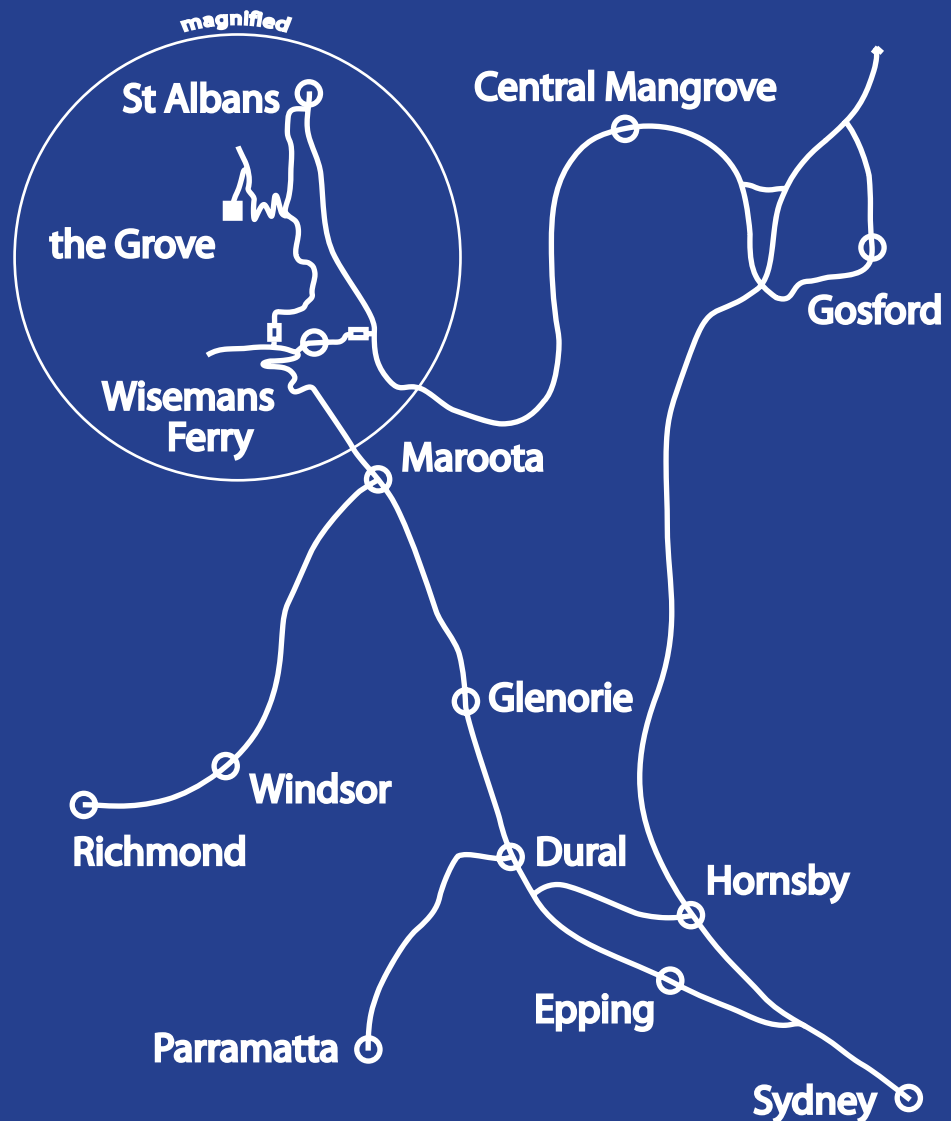 magnified
St Albans
Central Mangrove
the Grove
Gosford
Wisemans
Ferry
Maroota
Glenorie
Windsor
Richmond
Dural
Hornsby
Epping
Parramatta
Sydney